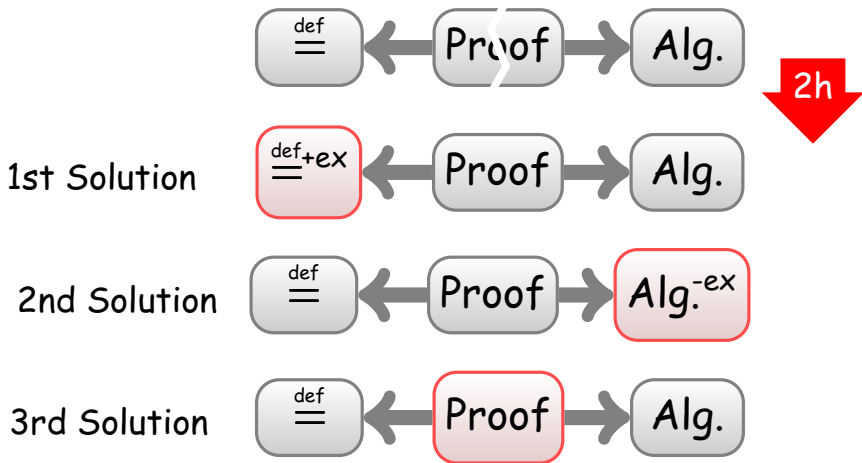 def
= Proof Alg.
2h
1st Solution def
=+ex Proof Alg.
2nd Solution def
= Proof Alg.-ex
3rd Solution def
= Proof Alg.